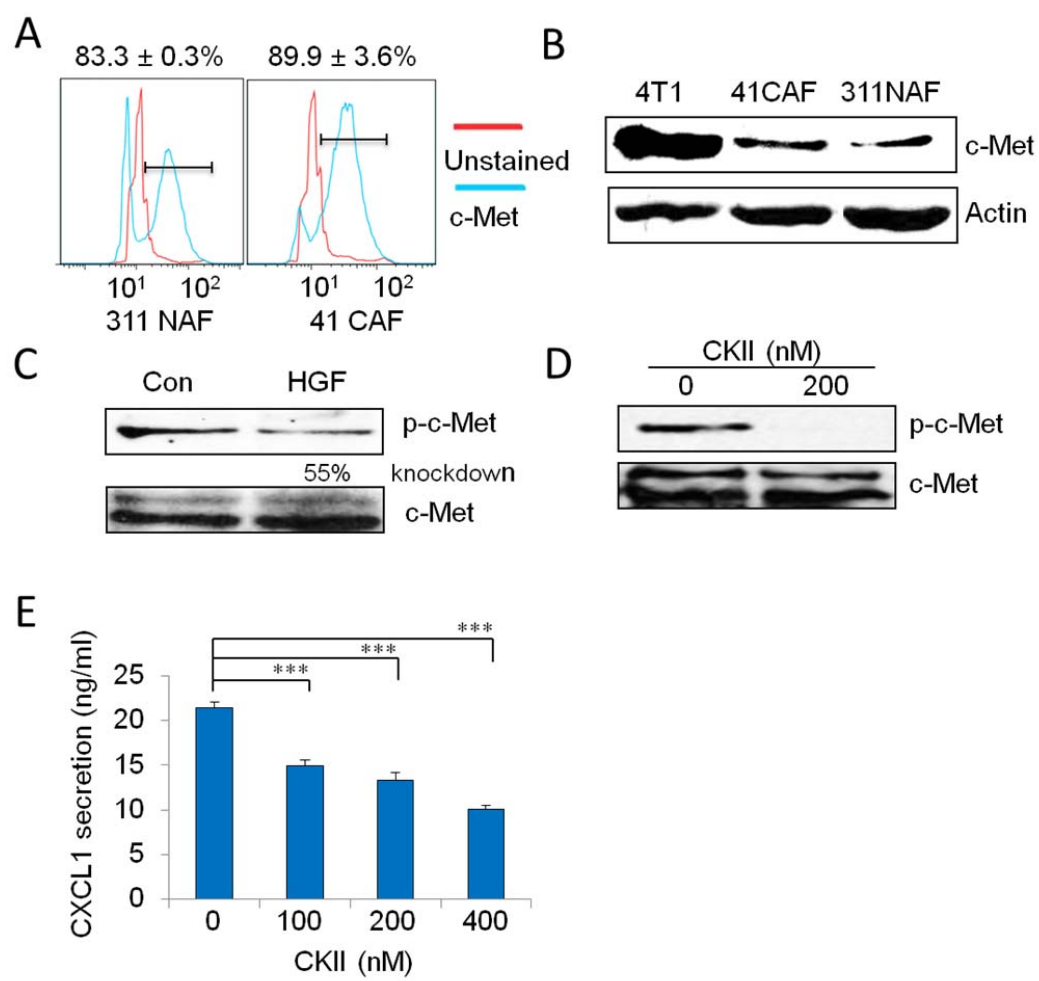 A
83.3 ± 0.3%
89.9 ± 3.6%
Unstained
c-Met
10¹ 10²
10¹ 10²
311 NAF
41 CAF
B
4T1 41CAF 311NAF
c-Met
Actin
C
Con HGF
p-c-Met
55% knockdown
c-Met
D
CKII (nM)
0 200
p-c-Met
c-Met
E
CXCL1 secretion (ng/ml)
25
20
15
10
5
0
***
***
***
0 100 200 400
CKII (nM)